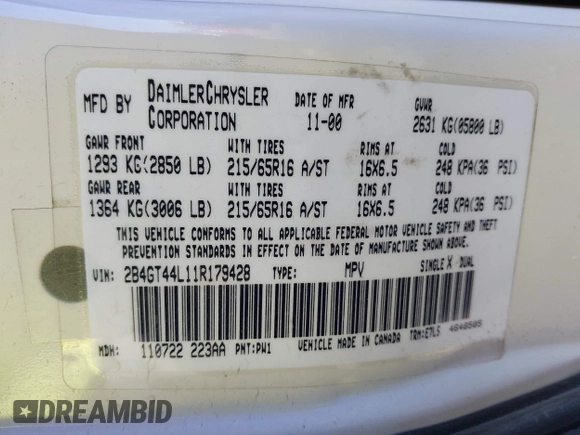 MFD BY DAIMLERCHRYSLER CORPORATION DATE OF MFR 11-00 GVWR 2631 KG(05800 LB)
GAWR FRONT WITH TIRES RIMS AT COLD
1293 KG(2850 LB) 215/65R16 A/ST 16X6.5 248 KPA(36 PSI)
GAWR REAR WITH TIRES RIMS AT COLD
1364 KG(3006 LB) 215/65R16 A/ST 16X6.5 248 KPA(36 PSI)
THIS VEHICLE CONFORMS TO ALL APPLICABLE FEDERAL MOTOR VEHICLE SAFETY AND THEFT
PREVENTION STANDARDS IN EFFECT ON THE DATE OF MANUFACTURE SHOWN ABOVE.
VIN: 2B4GT44L11R179428 TYPE: MPV SINGLE X DUAL
MDH: 110722 223AA PNT:PW1 VEHICLE MADE IN CANADA TRM:E7L5 4648505
DREAMBID